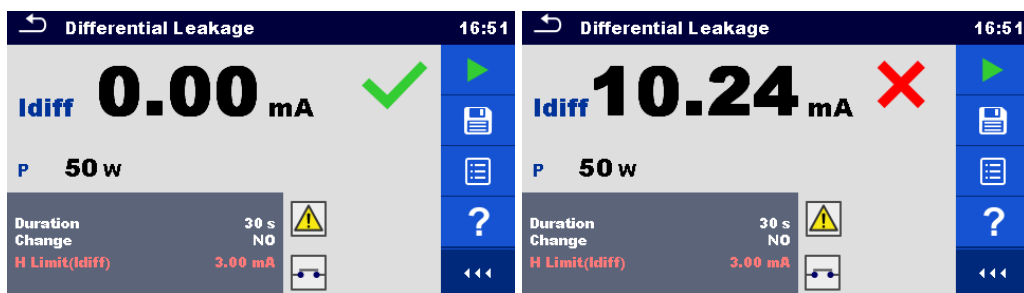 Differential Leakage 16:51
Idiff 0.00 mA
P 50 w
Duration 30 s
Change NO
H Limit(Idiff) 3.00 mA
?
Differential Leakage 16:51
Idiff 10.24 mA
P 50 w
Duration 30 s
Change NO
H Limit(Idiff) 3.00 mA
?